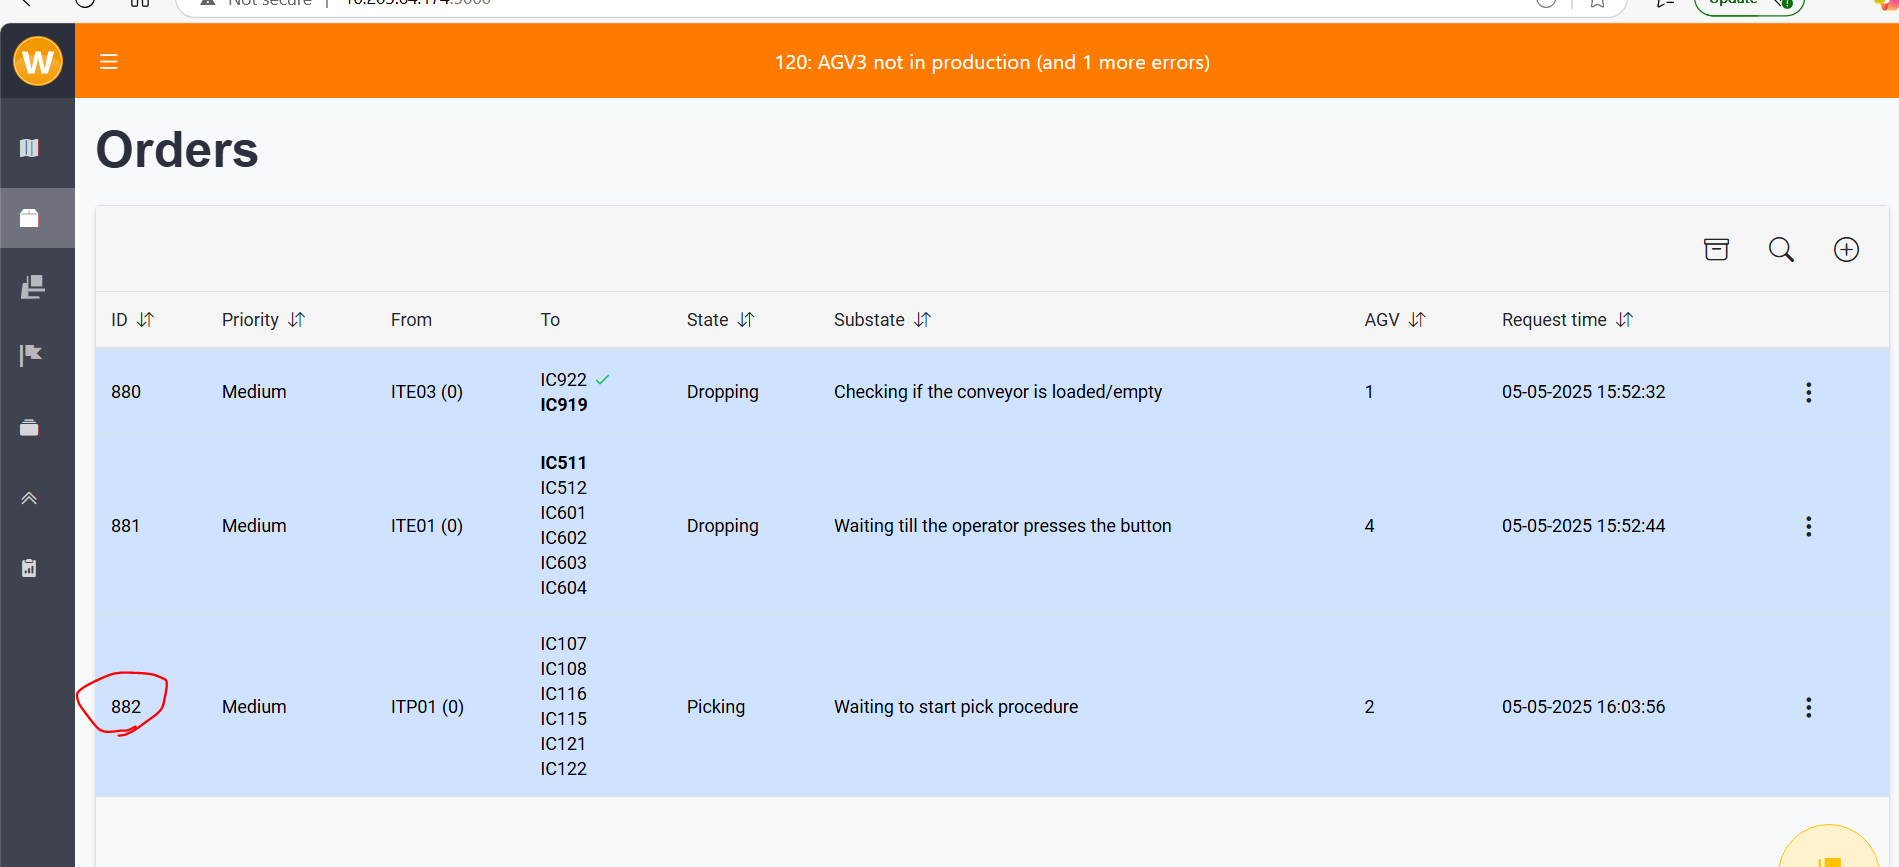 Not secure
W
120: AGV3 not in production (and 1 more errors)
Orders
ID Priority From To State Substate AGV Request time
880 Medium ITE03 (0) IC922 Dropping Checking if the conveyor is loaded/empty 1 05-05-2025 15:52:32
IC919
881 Medium ITE01 (0) IC511 Dropping Waiting till the operator presses the button 4 05-05-2025 15:52:44
IC512
IC601
IC602
IC603
IC604
882 Medium ITP01 (0) IC107 Picking Waiting to start pick procedure 2 05-05-2025 16:03:56
IC108
IC116
IC115
IC121
IC122